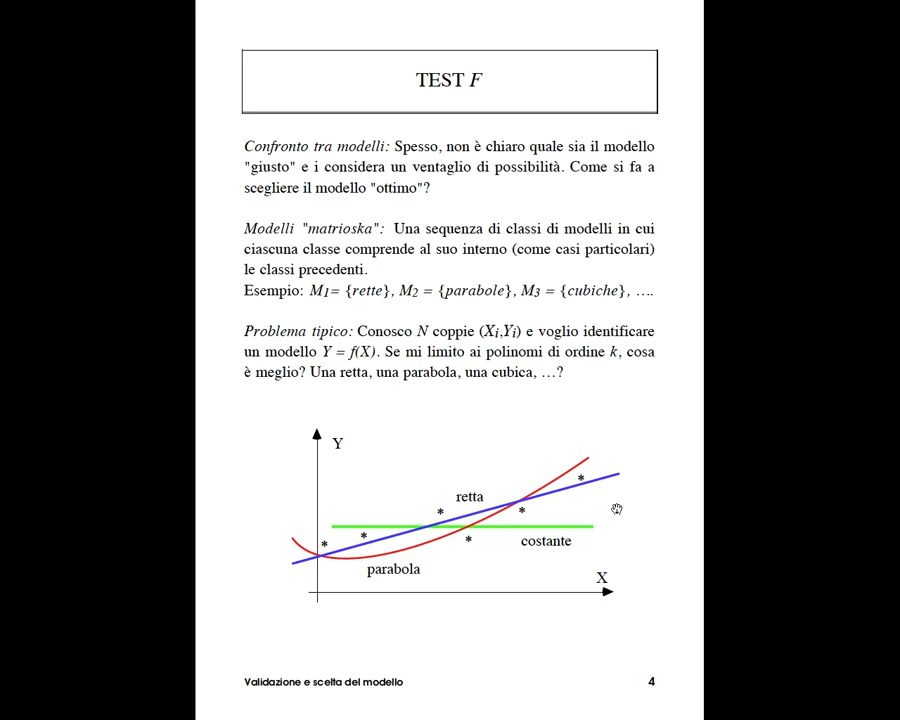 TEST F
Confronto tra modelli: Spesso, non è chiaro quale sia il modello
"giusto" e i considera un ventaglio di possibilità. Come si fa a
scegliere il modello "ottimo"?
Modelli "matrioska": Una sequenza di classi di modelli in cui
ciascuna classe comprende al suo interno (come casi particolari)
le classi precedenti.
Esempio: M1= {rette}, M2 = {parabole}, M3 = {cubiche}, ….
Problema tipico: Conosco N coppie (Xi,Yi) e voglio identificare
un modello Y = f(X). Se mi limito ai polinomi di ordine k, cosa
è meglio? Una retta, una parabola, una cubica, …?
Y
retta
costante
parabola
X
Validazione e scelta del modello 4